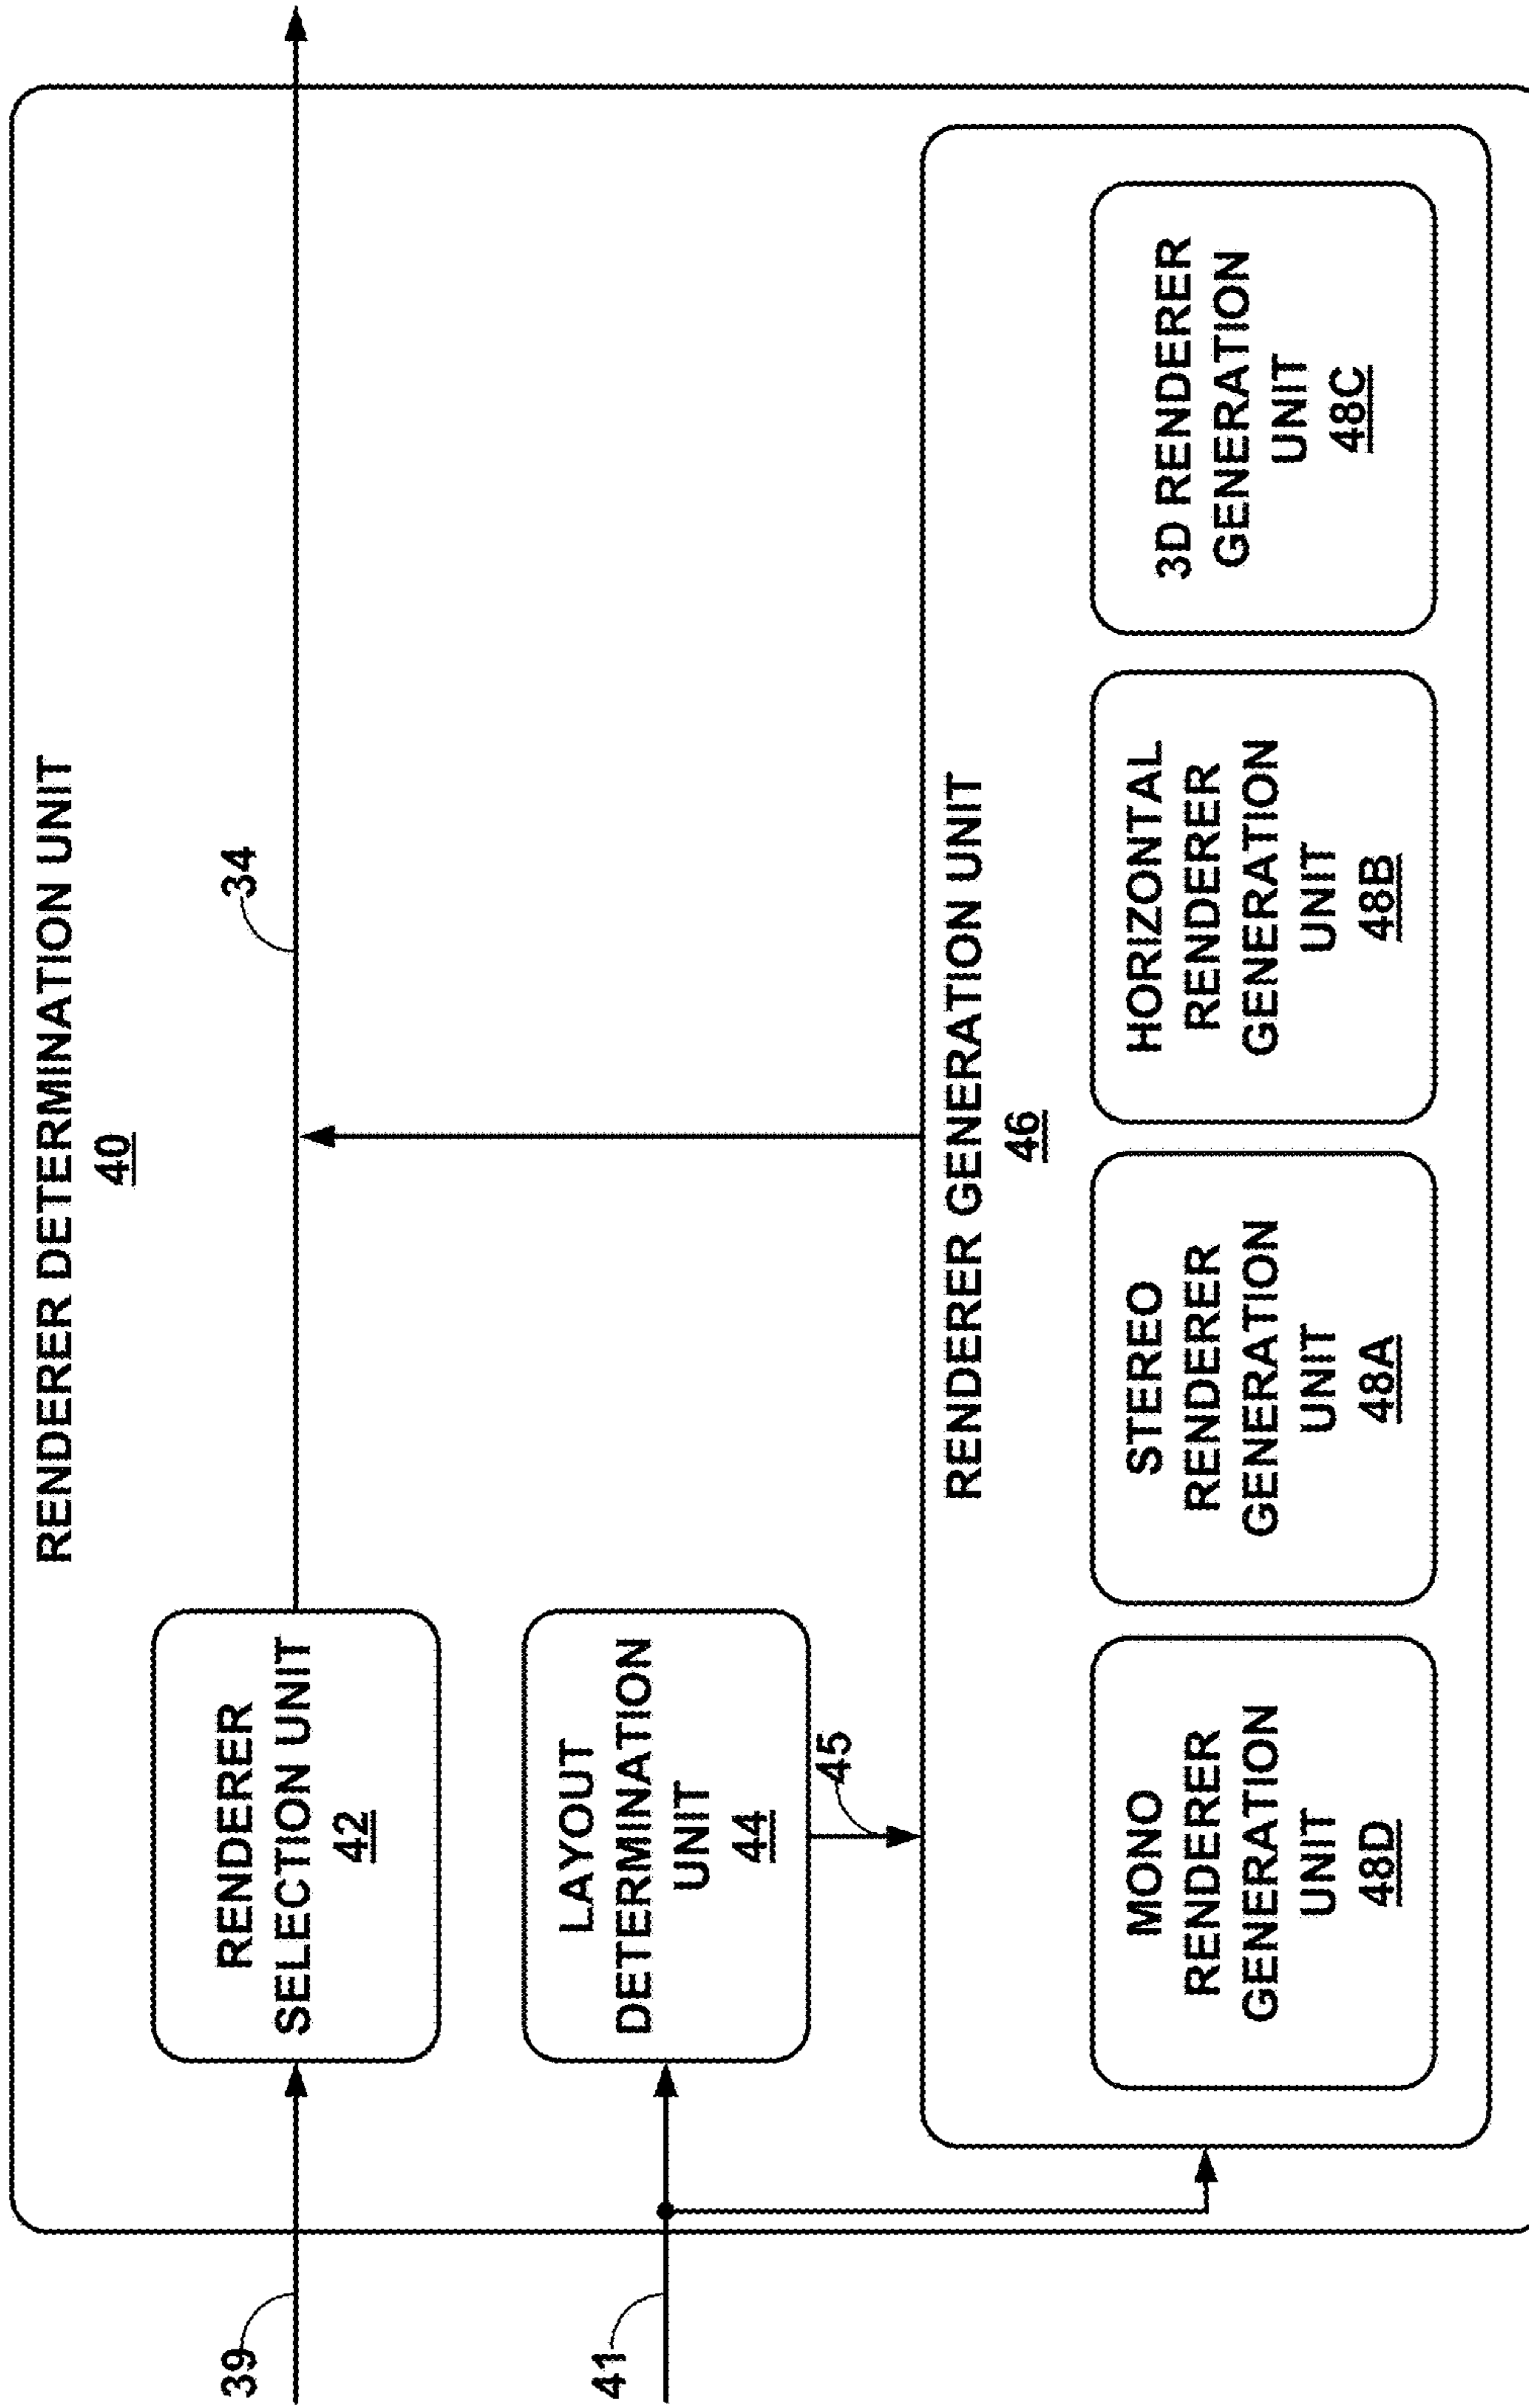 RENDERER DETERMINATION UNIT
40
39
RENDERER
SELECTION UNIT
42
34
41
LAYOUT
DETERMINATION
UNIT
44
45
RENDERER GENERATION UNIT
46
MONO
RENDERER
GENERATION
UNIT
48D
STEREO
RENDERER
GENERATION
UNIT
48A
HORIZONTAL
RENDERER
GENERATION
UNIT
48B
3D RENDERER
GENERATION
UNIT
48C